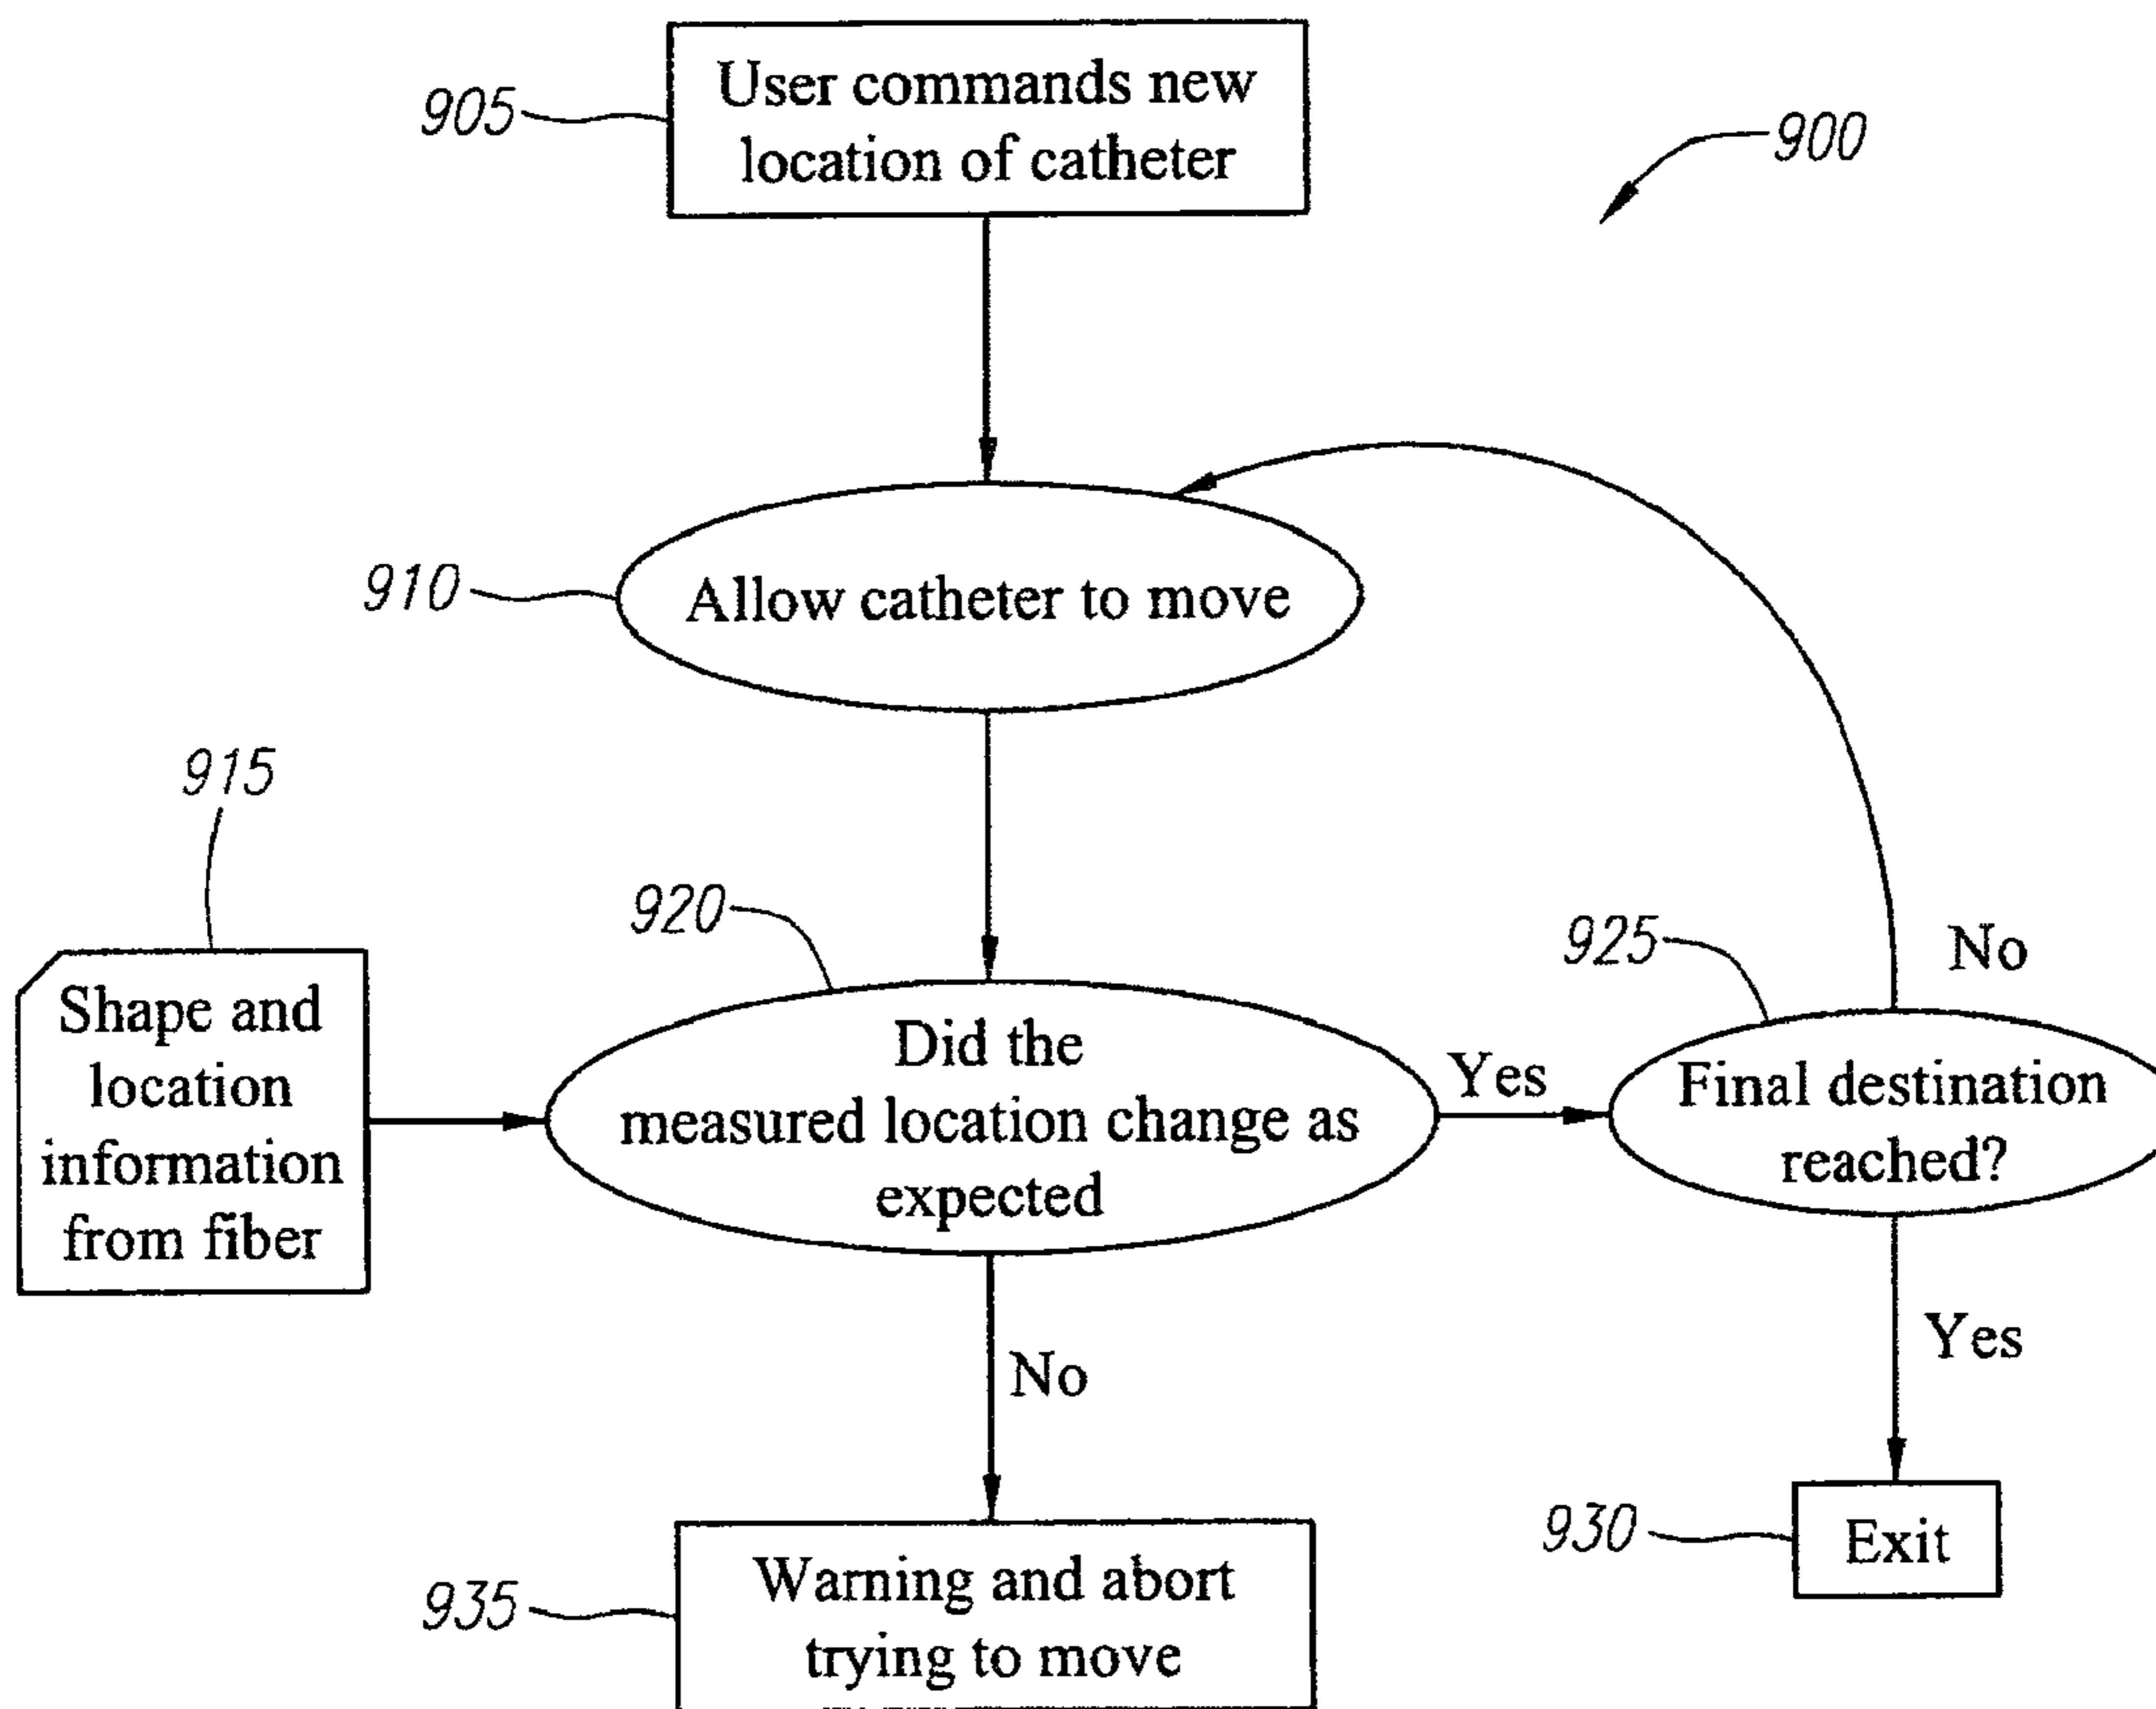 905
User commands new
location of catheter
900
910
Allow catheter to move
915
Shape and
location
information
from fiber
920
Did the
measured location change as
expected
Yes
925
Final destination
reached?
No
Yes
930
Exit
No
935
Warning and abort
trying to move